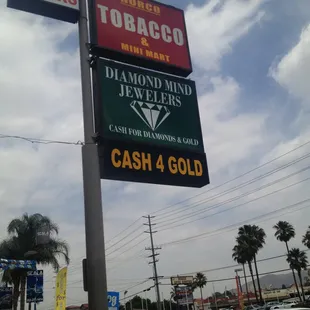 NORCO
TOBACCO
&
MINI MART
DIAMOND MIND
JEWELERS
CASH FOR DIAMONDS & GOLD
CASH 4 GOLD